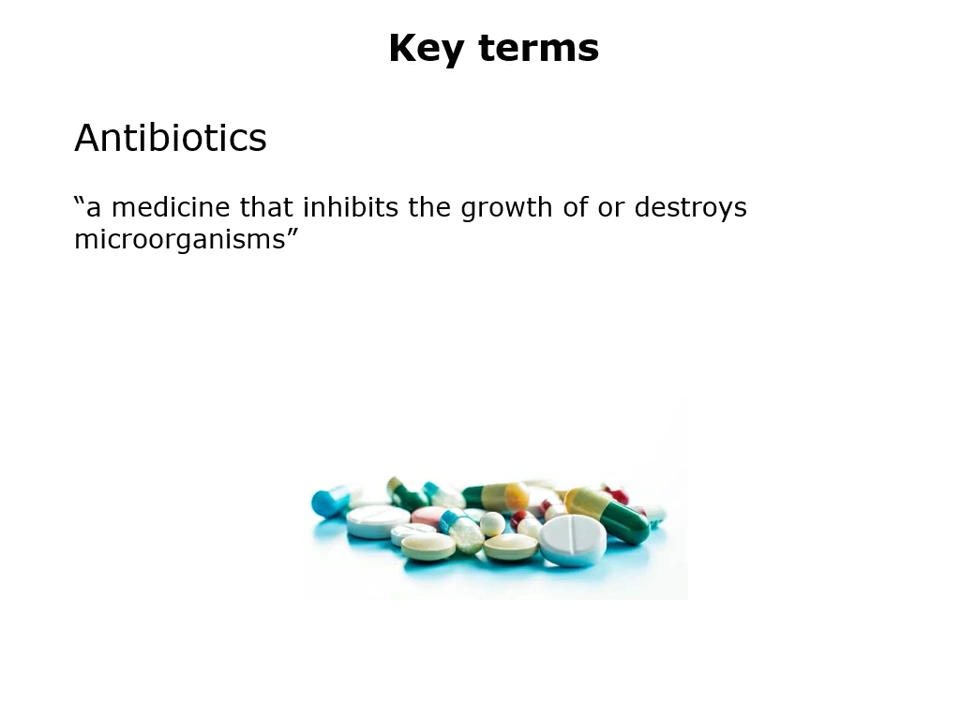 Key terms
Antibiotics
“a medicine that inhibits the growth of or destroys
microorganisms”